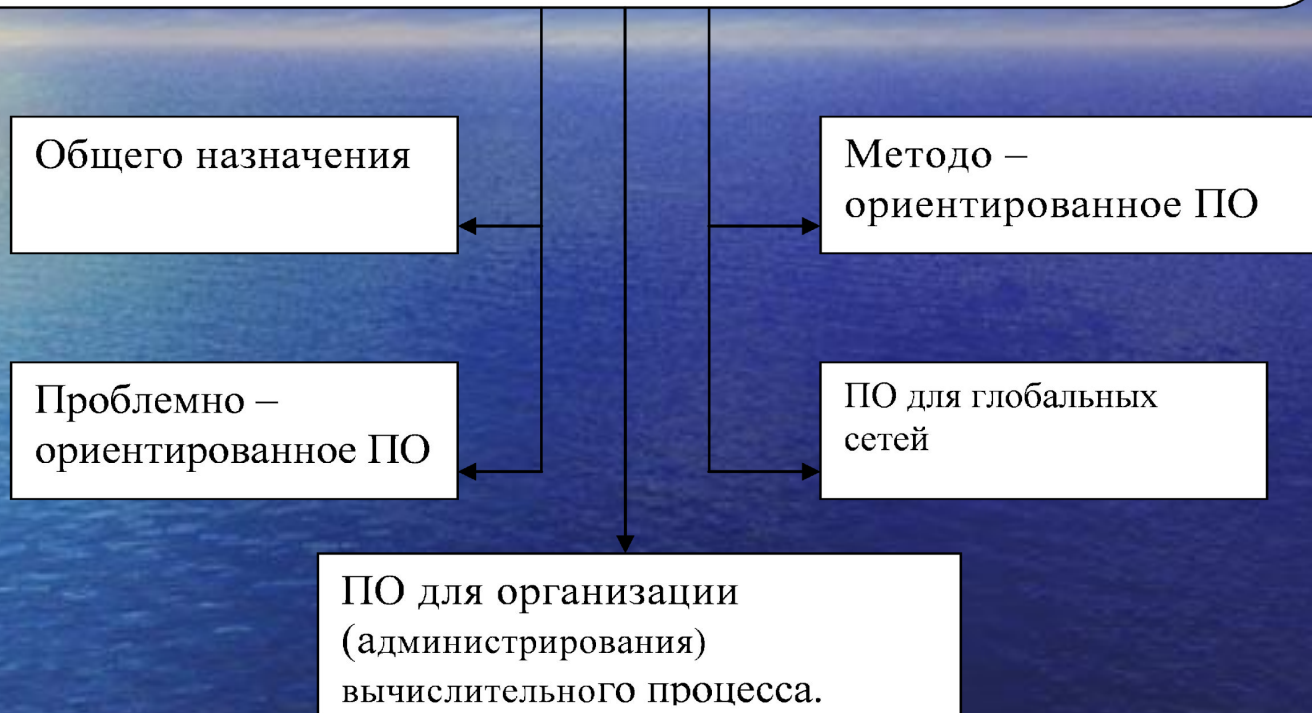 Общего назначения
Методо –
ориентированное ПО
Проблемно –
ориентированное ПО
ПО для глобальных
сетей
ПО для организации
(администрирования)
вычислительного процесса.